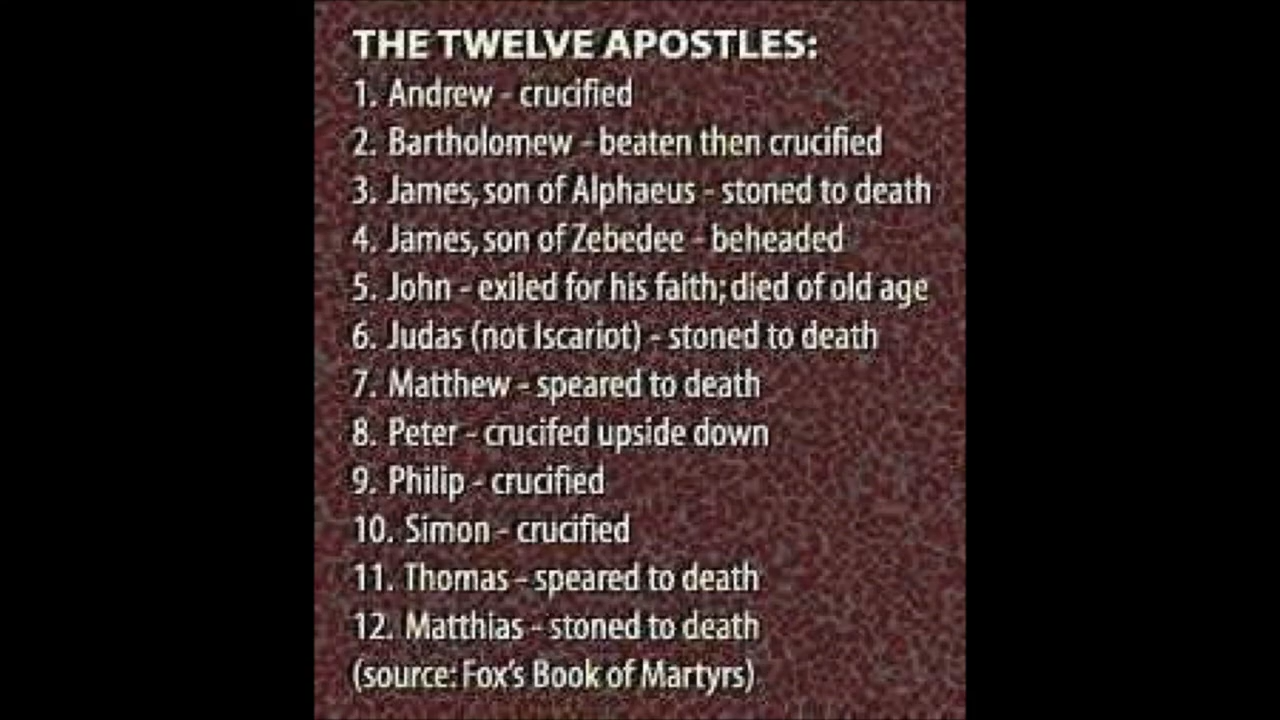 THE TWELVE APOSTLES:
1. Andrew - crucified
2. Bartholomew - beaten then crucified
3. James, son of Alphaeus - stoned to death
4. James, son of Zebedee - beheaded
5. John - exiled for his faith; died of old age
6. Judas (not Iscariot) - stoned to death
7. Matthew - speared to death
8. Peter - crucifed upside down
9. Philip - crucified
10. Simon - crucified
11. Thomas - speared to death
12. Matthias - stoned to death
(source: Fox's Book of Martyrs)